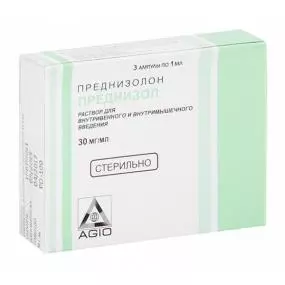 3 АМПУЛЫ ПО 1 МЛ
ПРЕДНИЗОЛОН
ПРЕДНИЗОЛ
РАСТВОР ДЛЯ
ВНУТРИВЕННОГО И ВНУТРИМЫШЕЧНОГО
ВВЕДЕНИЯ
30 МГ/МЛ
СТЕРИЛЬНО
AGIO